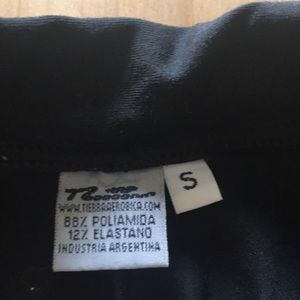 S
WWW.TIERRAAEROBICA.COM
88% POLIAMIDA
12% ELASTANO
INDUSTRIA ARGENTINA